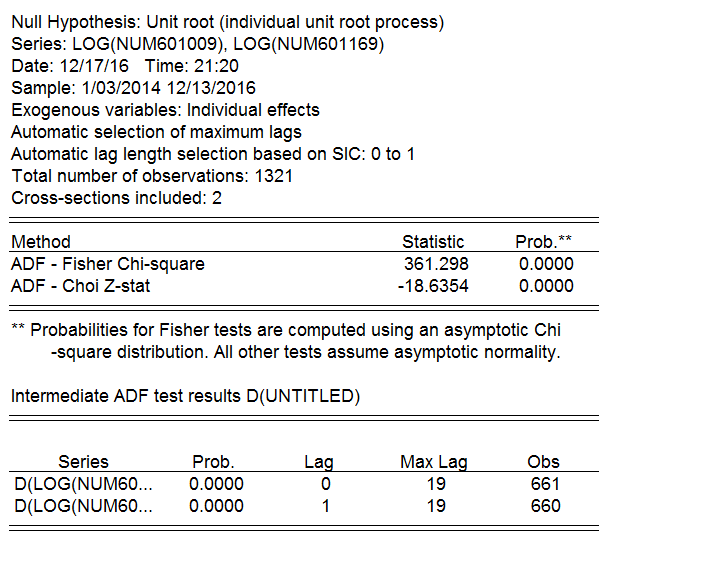 Null Hypothesis: Unit root (individual unit root process)
Series: LOG(NUM601009), LOG(NUM601169)
Date: 12/17/16 Time: 21:20
Sample: 1/03/2014 12/13/2016
Exogenous variables: Individual effects
Automatic selection of maximum lags
Automatic lag length selection based on SIC: 0 to 1
Total number of observations: 1321
Cross-sections included: 2
Method Statistic Prob.**
ADF - Fisher Chi-square 361.298 0.0000
ADF - Choi Z-stat -18.6354 0.0000
** Probabilities for Fisher tests are computed using an asymptotic Chi
-square distribution. All other tests assume asymptotic normality.
Intermediate ADF test results D(UNTITLED)
Series Prob. Lag Max Lag Obs
D(LOG(NUM60... 0.0000 0 19 661
D(LOG(NUM60... 0.0000 1 19 660